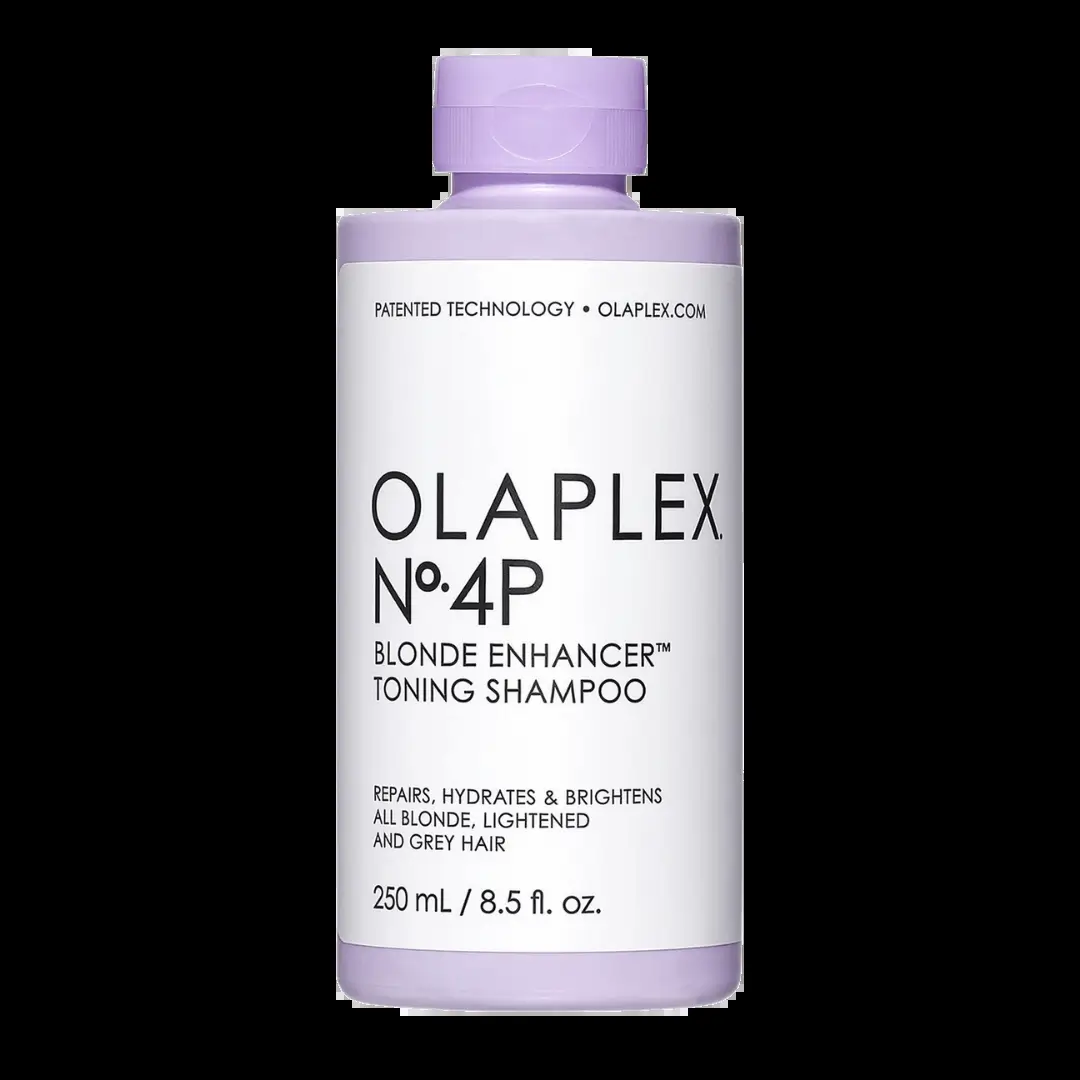 PATENTED TECHNOLOGY • OLAPLEX.COM
OLAPLEX.
Nº.4P
BLONDE ENHANCER™
TONING SHAMPOO
REPAIRS, HYDRATES & BRIGHTENS
ALL BLONDE, LIGHTENED
AND GREY HAIR
250 mL / 8.5 fl. oz.